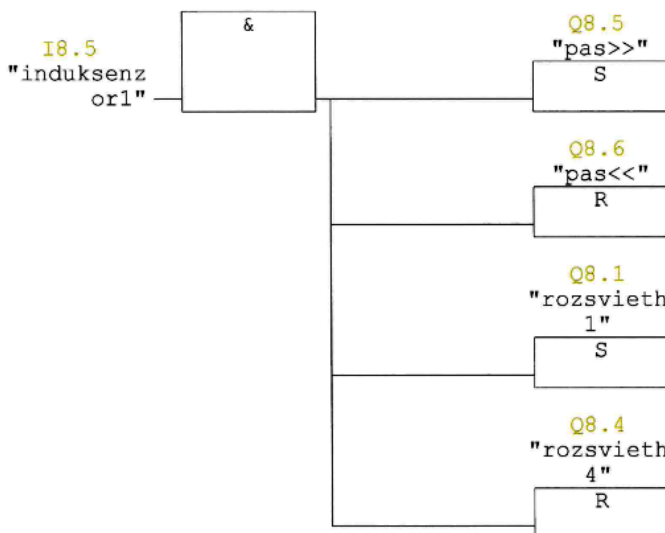 I8.5
"induksenz
or1"
&
Q8.5
"pas>>"
S
Q8.6
"pas<<"
R
Q8.1
"rozsvieth
1"
S
Q8.4
"rozsvieth
4"
R